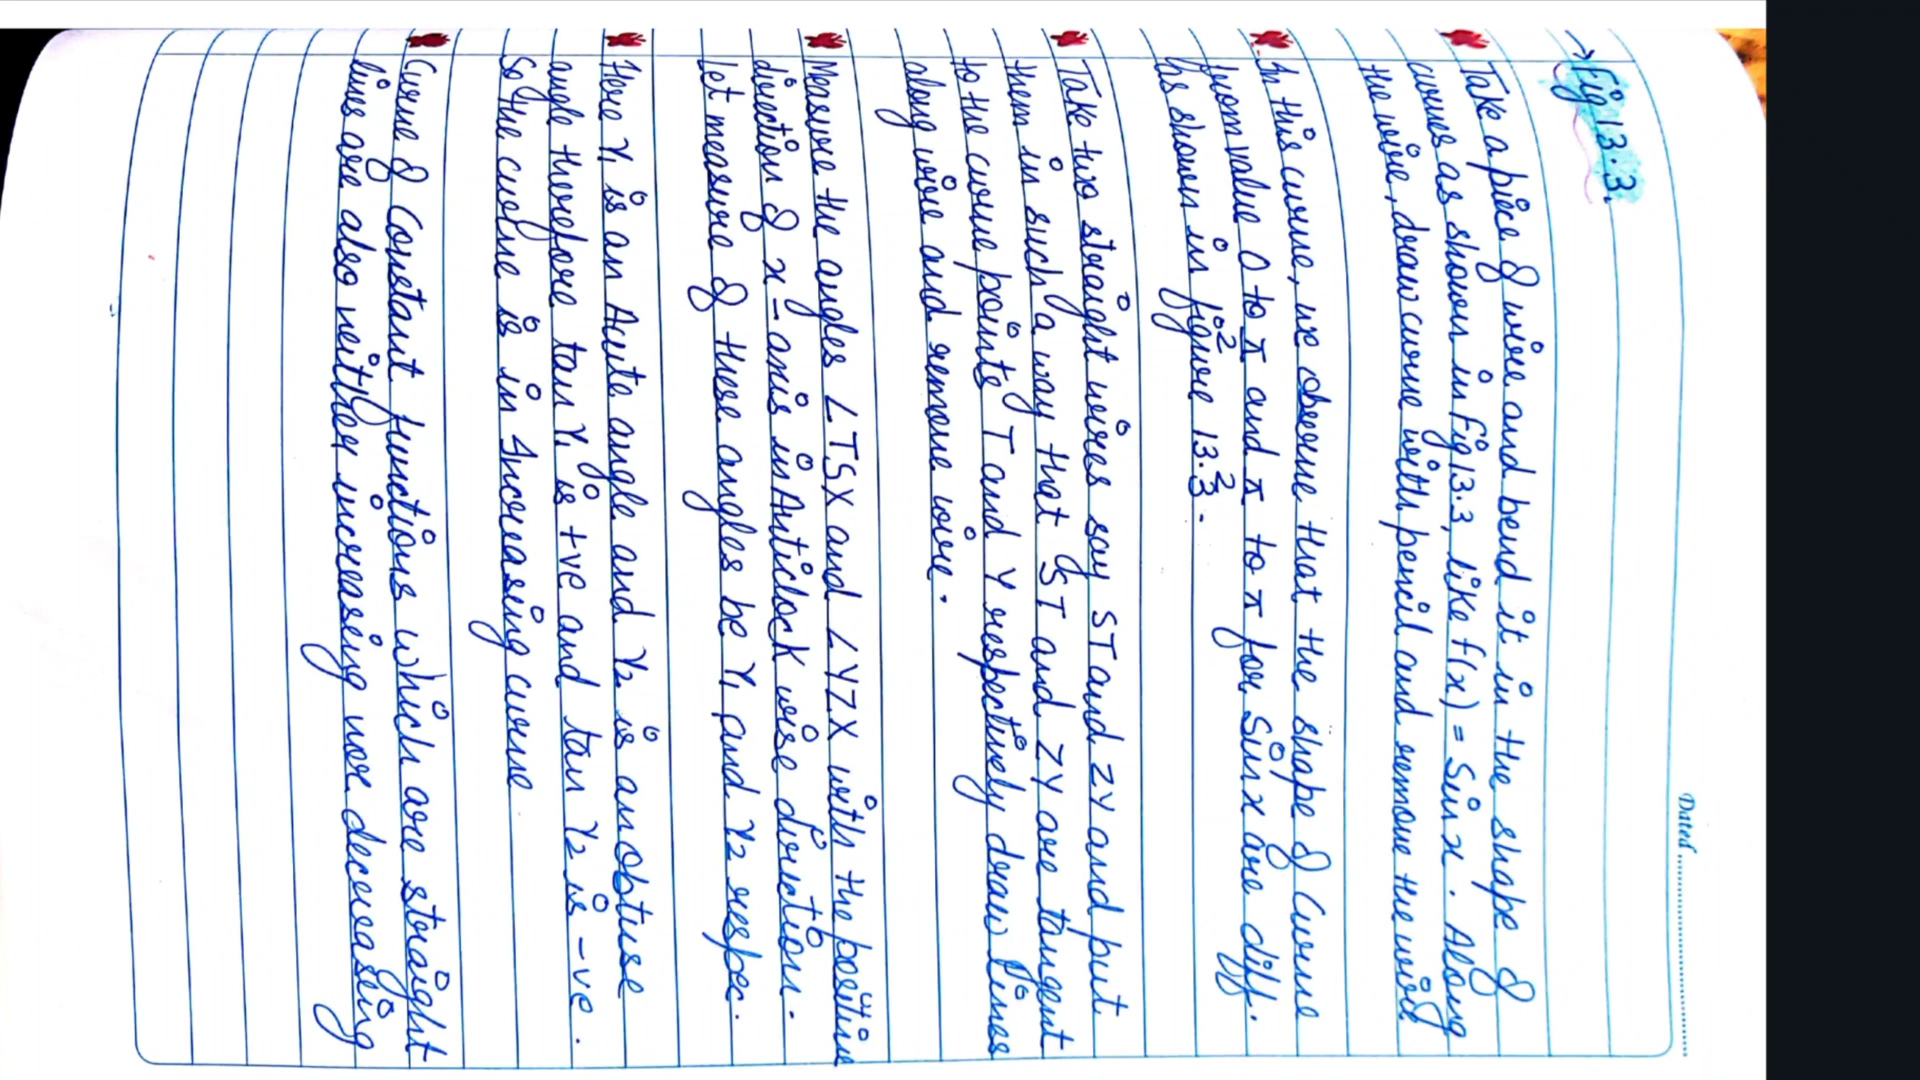 Dated
→ Fig 13.3.
Take a piece of wire and bend it in the shape of
curves as shown in fig 13.3, like f(x) = Sin x. Along
the wire, draw curve with pencil and remove the wire
In this curve, we observe that the shape of Curve
from value 0 to π/2 and π/2 to π for Sin x are diff.
as shown in figure 13.3.
Take two straight wires say ST and ZY and put
them in such a way that ST and ZY are tangent
to the curve points T and Y respectively draw lines
along wire and remove wire.
Measure the angles ∠TSX and ∠YZX with the positive
direction of x-axis in Anticlock wise direction.
let measure of these angles be γ₁ and γ₂ respec.
Here γ₁ is an Acute angle and γ₂ is an obtuse
angle therefore tan γ₁ is +ve and tan γ₂ is -ve.
So the curve is in Increasing curve
Curve of Constant functions which are straight
lines are also neither increasing nor decreasing